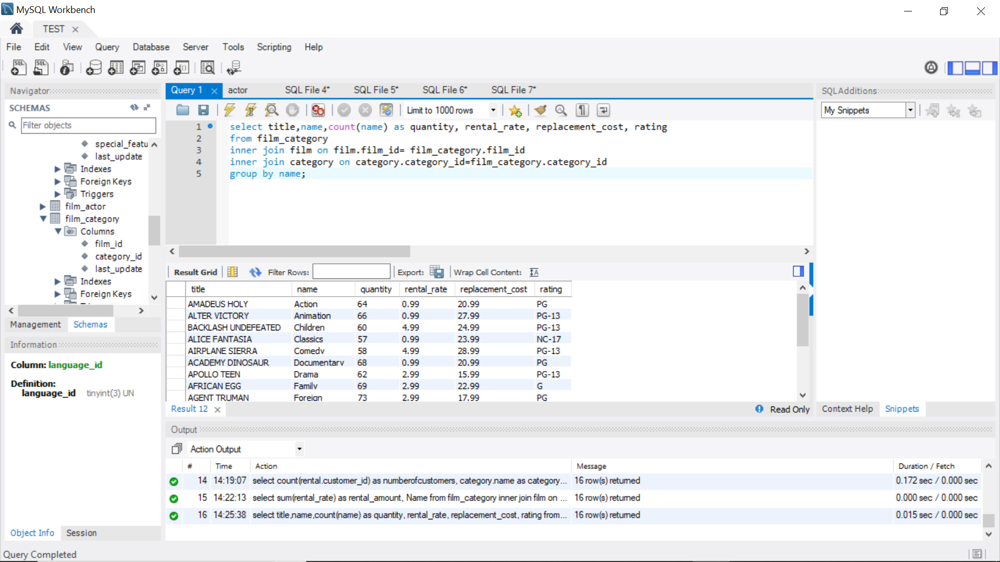 MySQL Workbench
TEST
File Edit View Query Database Server Tools Scripting Help
Navigator
SCHEMAS
Filter objects
special_featu
last_update
Indexes
Foreign Keys
Triggers
film_actor
film_category
Columns
film_id
category_id
last_update
Indexes
Foreign Keys
Management Schemas
Information
Column: language_id
Definition:
language_id tinyint(3) UN
Object Info Session
Query Completed
Query 1 actor SQL File 4* SQL File 5* SQL File 6* SQL File 7*
Limit to 1000 rows
1 select title,name,count(name) as quantity, rental_rate, replacement_cost, rating
2 from film_category
3 inner join film on film.film_id= film_category.film_id
4 inner join category on category.category_id=film_category.category_id
5 group by name;
Result Grid Filter Rows: Export: Wrap Cell Content:
title name quantity rental_rate replacement_cost rating
AMADEUS HOLY Action 64 0.99 20.99 PG
ALTER VICTORY Animation 66 0.99 27.99 PG-13
BACKLASH UNDEFEATED Children 60 4.99 24.99 PG-13
ALICE FANTASIA Classics 57 0.99 23.99 NC-17
AIRPLANE SIERRA Comedy 58 4.99 28.99 PG-13
ACADEMY DINOSAUR Documentary 68 0.99 20.99 PG
APOLLO TEEN Drama 62 2.99 15.99 PG-13
AFRICAN EGG Family 69 2.99 22.99 G
AGENT TRUMAN Foreign 73 2.99 17.99 PG
Result 12
Read Only
SQLAdditions
My Snippets
Context Help Snippets
Output
Action Output
# Time Action Message Duration / Fetch
14 14:19:07 select count(rental.customer_id) as numberofcustomers, category.name as category... 16 row(s) returned 0.172 sec / 0.000 sec
15 14:22:13 select sum(rental_rate) as rental_amount, Name from film_category inner join film on ... 16 row(s) returned 0.000 sec / 0.000 sec
16 14:25:38 select title,name,count(name) as quantity, rental_rate, replacement_cost, rating from... 16 row(s) returned 0.015 sec / 0.000 sec